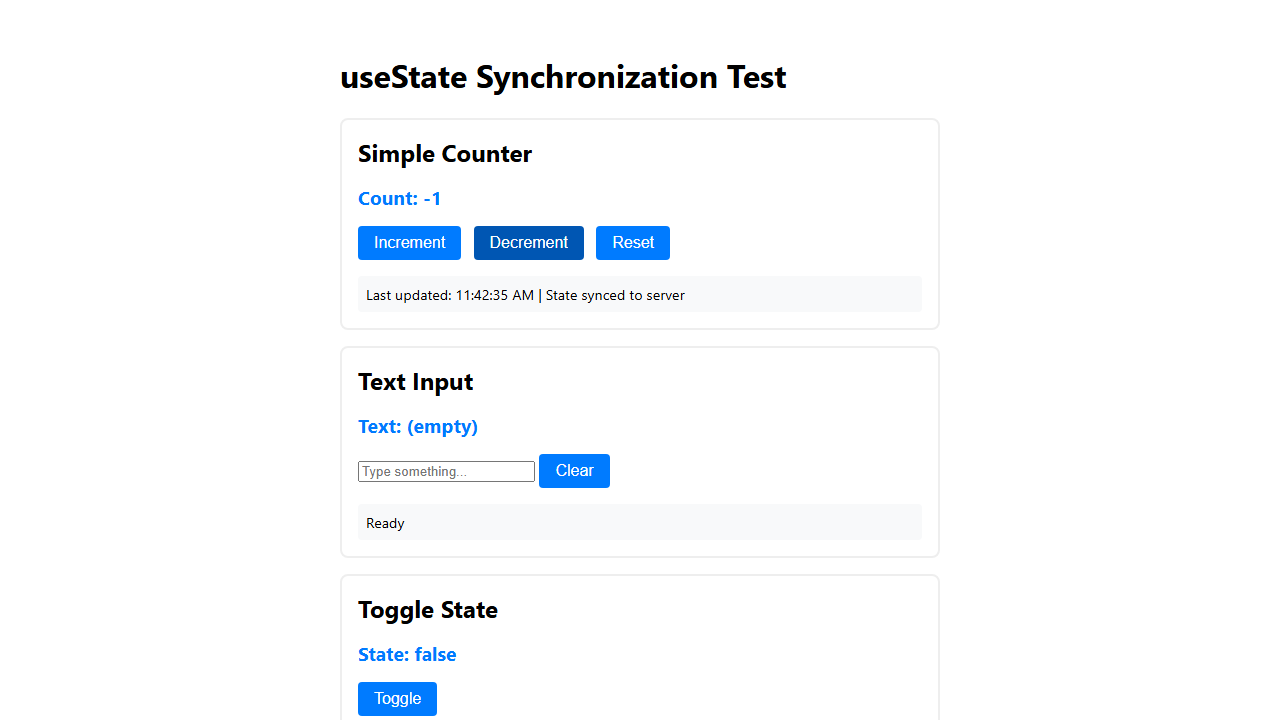 useState Synchronization Test
Simple Counter
Count: -1
Increment Decrement Reset
Last updated: 11:42:35 AM | State synced to server
Text Input
Text: (empty)
Type something... Clear
Ready
Toggle State
State: false
Toggle